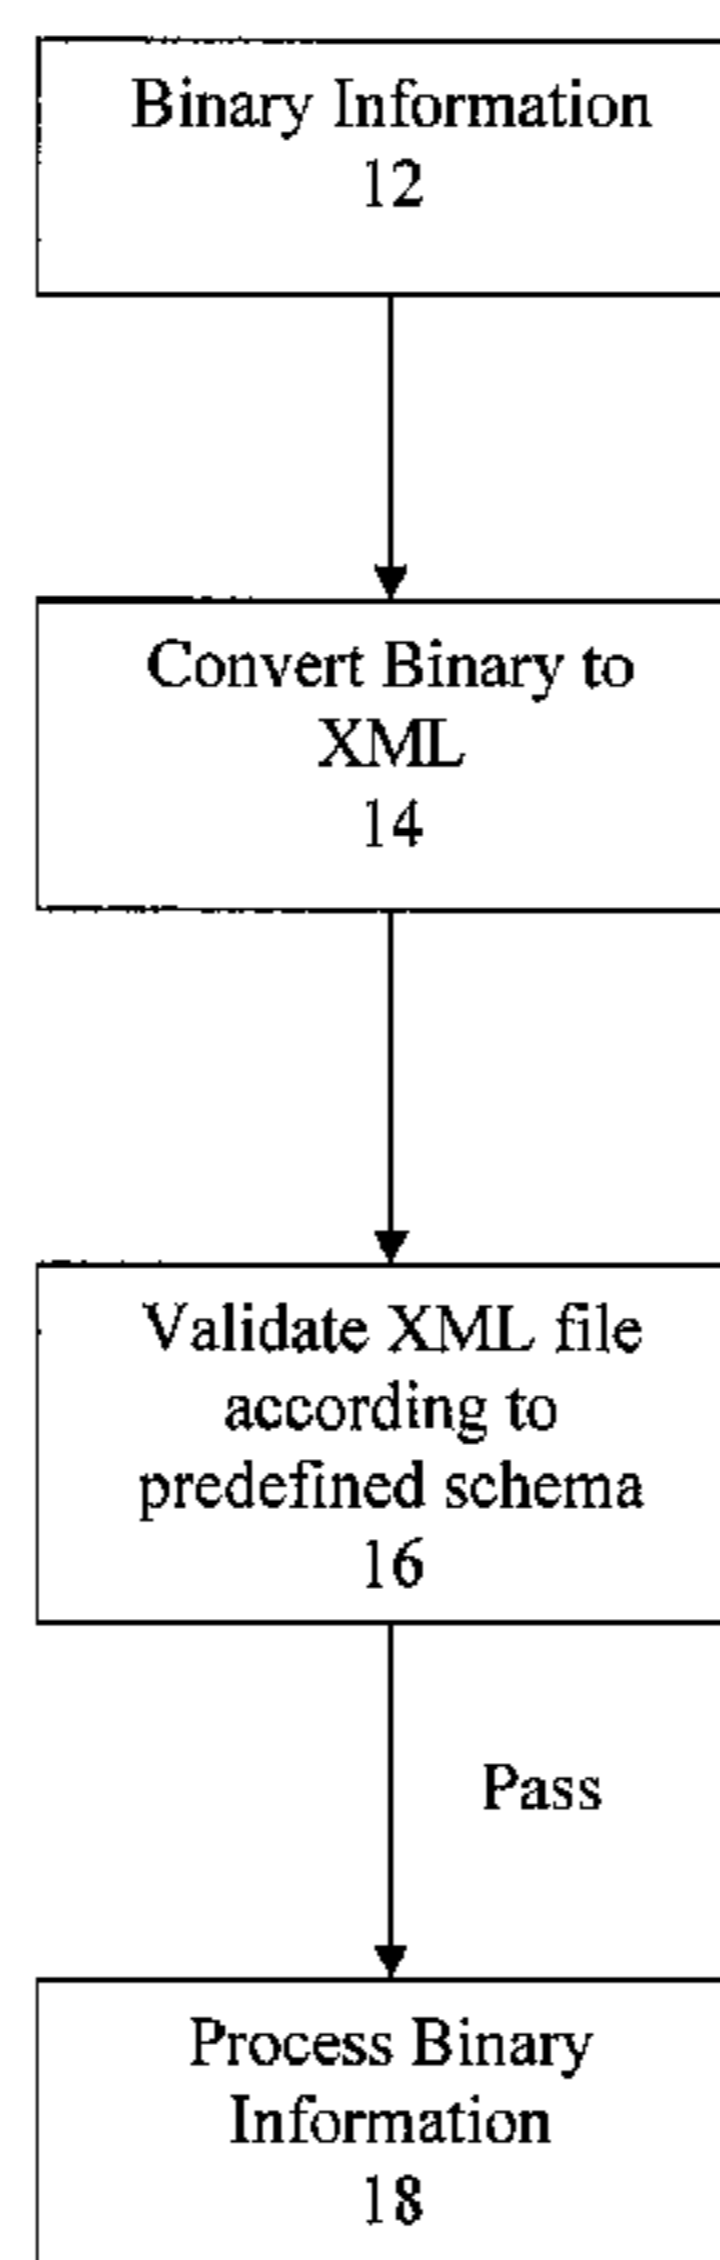 Binary Information
12
Convert Binary to
XML
14
Validate XML file
according to
predefined schema
16
Pass
Process Binary
Information
18